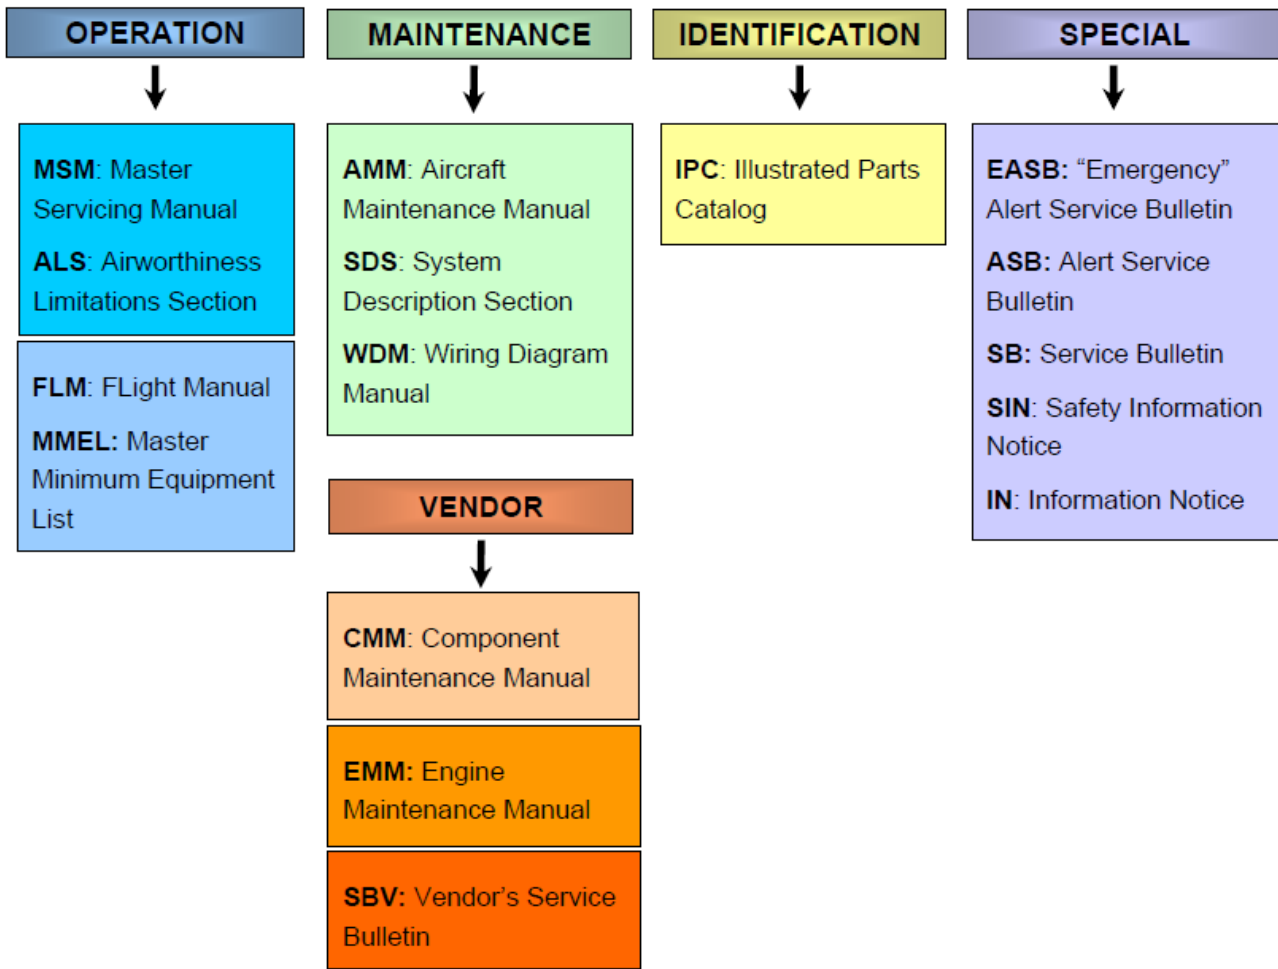 OPERATION
MSM: Master
Servicing Manual
ALS: Airworthiness
Limitations Section
FLM: FLight Manual
MMEL: Master
Minimum Equipment
List
MAINTENANCE
AMM: Aircraft
Maintenance Manual
SDS: System
Description Section
WDM: Wiring Diagram
Manual
VENDOR
CMM: Component
Maintenance Manual
EMM: Engine
Maintenance Manual
SBV: Vendor’s Service
Bulletin
IDENTIFICATION
IPC: Illustrated Parts
Catalog
SPECIAL
EASB: “Emergency”
Alert Service Bulletin
ASB: Alert Service
Bulletin
SB: Service Bulletin
SIN: Safety Information
Notice
IN: Information Notice